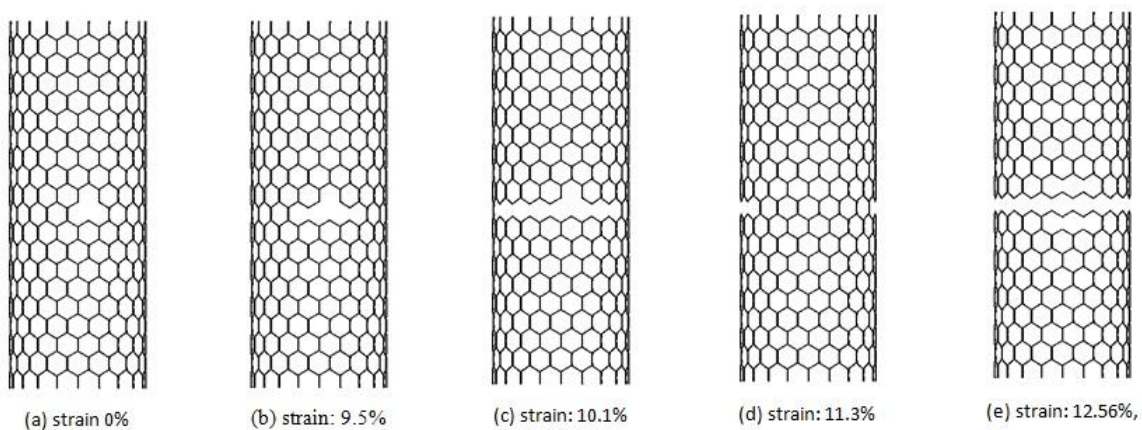 (a) strain 0%
(b) strain: 9.5%
(c) strain: 10.1%
(d) strain: 11.3%
(e) strain: 12.56%,